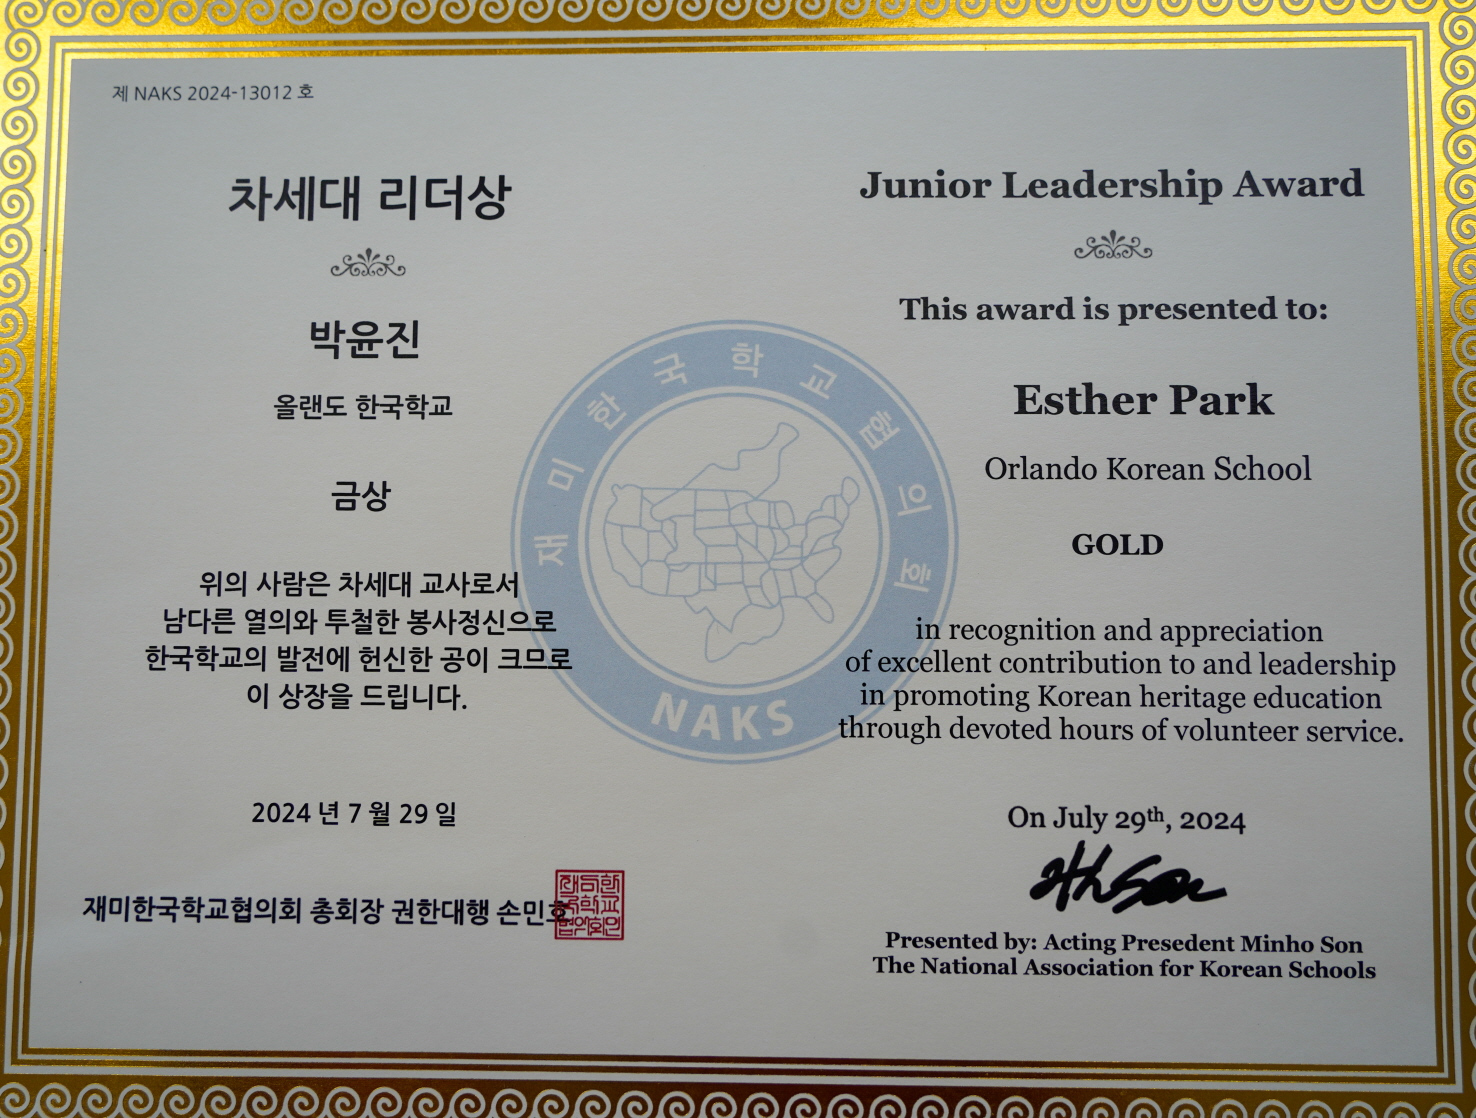 제 NAKS 2024-13012 호
차세대 리더상
박윤진
올랜도 한국학교
금상
위의 사람은 차세대 교사로서
남다른 열의와 투철한 봉사정신으로
한국학교의 발전에 헌신한 공이 크므로
이 상장을 드립니다.
2024 년 7 월 29 일
재미한국학교협의회 총회장 권한대행 손민호
재미한국학교협의회
NAKS
Junior Leadership Award
This award is presented to:
Esther Park
Orlando Korean School
GOLD
in recognition and appreciation
of excellent contribution to and leadership
in promoting Korean heritage education
through devoted hours of volunteer service.
On July 29th, 2024
Presented by: Acting Presedent Minho Son
The National Association for Korean Schools